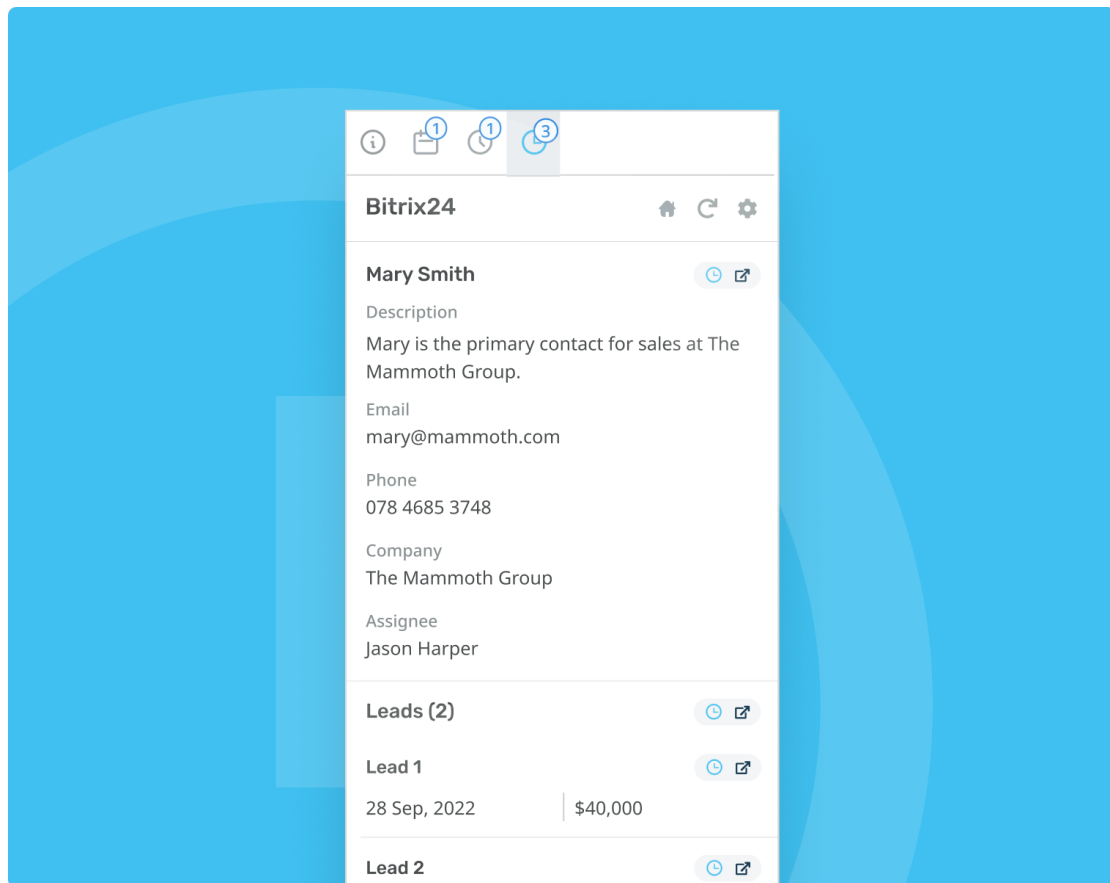 1 1 3
Bitrix24
Mary Smith
Description
Mary is the primary contact for sales at The
Mammoth Group.
Email
mary@mammoth.com
Phone
078 4685 3748
Company
The Mammoth Group
Assignee
Jason Harper
Leads (2)
Lead 1
28 Sep, 2022 $40,000
Lead 2